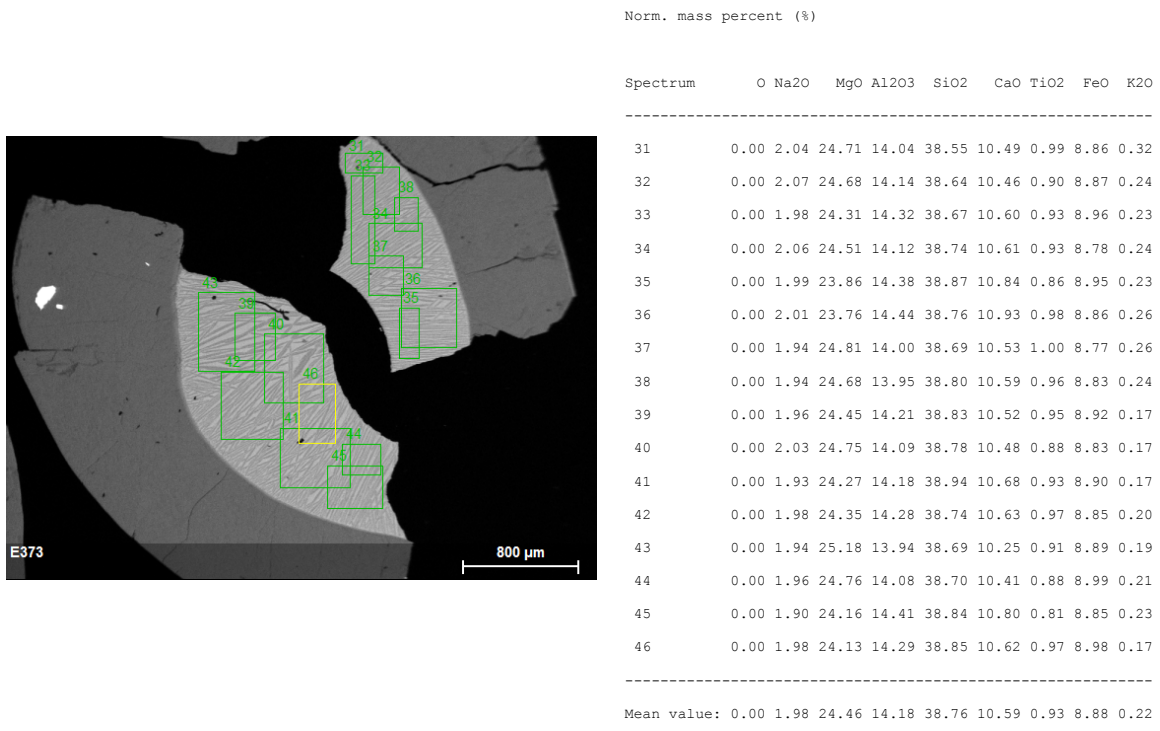 Norm. mass percent (%)
Spectrum O Na2O MgO Al2O3 SiO2 CaO TiO2 FeO K2O
-----------------------------------------------------------
31 0.00 2.04 24.71 14.04 38.55 10.49 0.99 8.86 0.32
32 0.00 2.07 24.68 14.14 38.64 10.46 0.90 8.87 0.24
33 0.00 1.98 24.31 14.32 38.67 10.60 0.93 8.96 0.23
34 0.00 2.06 24.51 14.12 38.74 10.61 0.93 8.78 0.24
35 0.00 1.99 23.86 14.38 38.87 10.84 0.86 8.95 0.23
36 0.00 2.01 23.76 14.44 38.76 10.93 0.98 8.86 0.26
37 0.00 1.94 24.81 14.00 38.69 10.53 1.00 8.77 0.26
38 0.00 1.94 24.68 13.95 38.80 10.59 0.96 8.83 0.24
39 0.00 1.96 24.45 14.21 38.83 10.52 0.95 8.92 0.17
40 0.00 2.03 24.75 14.09 38.78 10.48 0.88 8.83 0.17
41 0.00 1.93 24.27 14.18 38.94 10.68 0.93 8.90 0.17
42 0.00 1.98 24.35 14.28 38.74 10.63 0.97 8.85 0.20
43 0.00 1.94 25.18 13.94 38.69 10.25 0.91 8.89 0.19
44 0.00 1.96 24.76 14.08 38.70 10.41 0.88 8.99 0.21
45 0.00 1.90 24.16 14.41 38.84 10.80 0.81 8.85 0.23
46 0.00 1.98 24.13 14.29 38.85 10.62 0.97 8.98 0.17
-----------------------------------------------------------
Mean value: 0.00 1.98 24.46 14.18 38.76 10.59 0.93 8.88 0.22
31
32
33
38
34
37
36
35
43
39
40
42
46
41
44
45
E373
800 µm